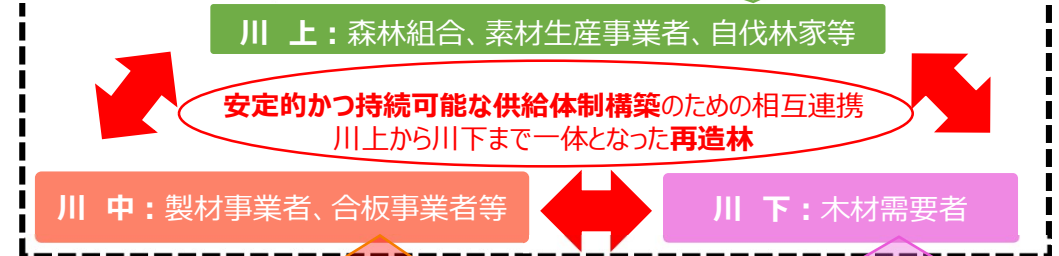 川　上：森林組合、素材生産事業者、自伐林家等
安定的かつ持続可能な供給体制構築のための相互連携
川上から川下まで一体となった再造林
川　中：製材事業者、合板事業者等
川　下：木材需要者